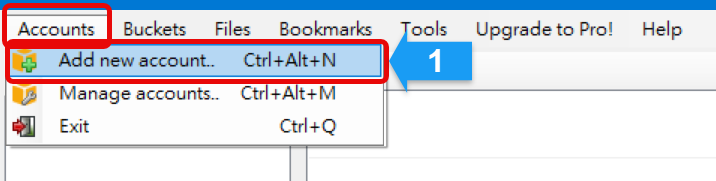 Accounts Buckets Files Bookmarks Tools Upgrade to Pro! Help
Add new account.. Ctrl+Alt+N 1
Manage accounts.. Ctrl+Alt+M
Exit Ctrl+Q